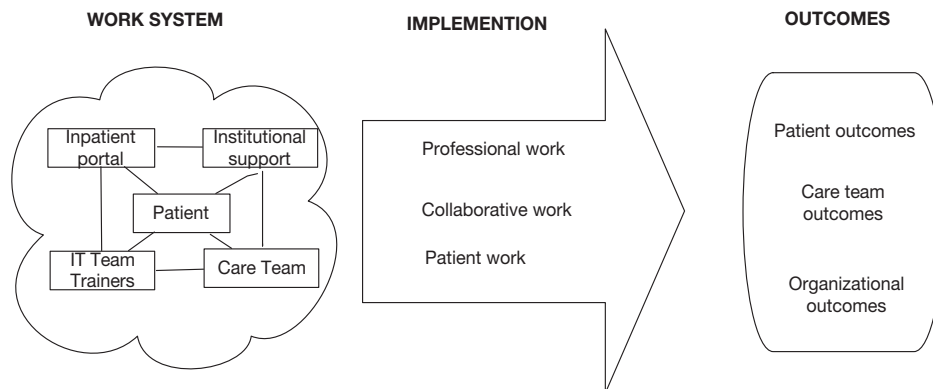 WORK SYSTEM
IMPLEMENTION
OUTCOMES
Inpatient
portal
Institutional
support
Patient
IT Team
Trainers
Care Team
Professional work
Collaborative work
Patient work
Patient outcomes
Care team
outcomes
Organizational
outcomes